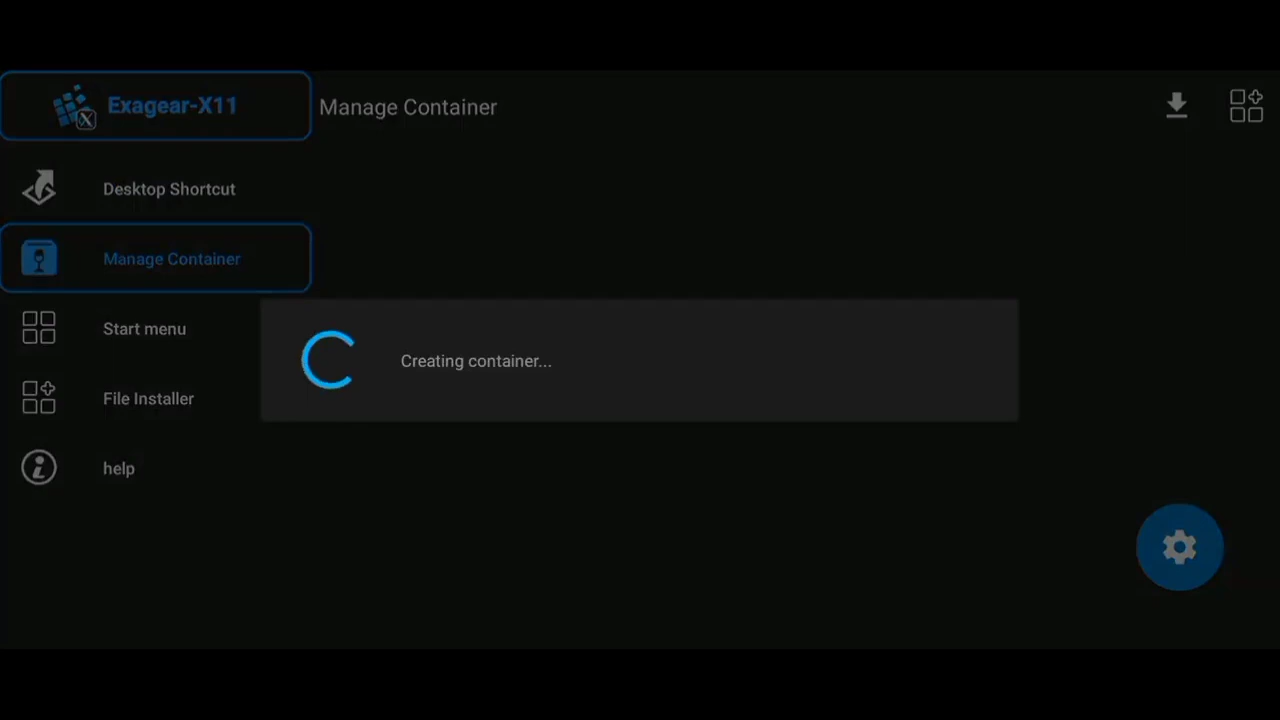 Exagear-X11
Manage Container
Desktop Shortcut
Manage Container
Start menu
File Installer
help
Creating container...